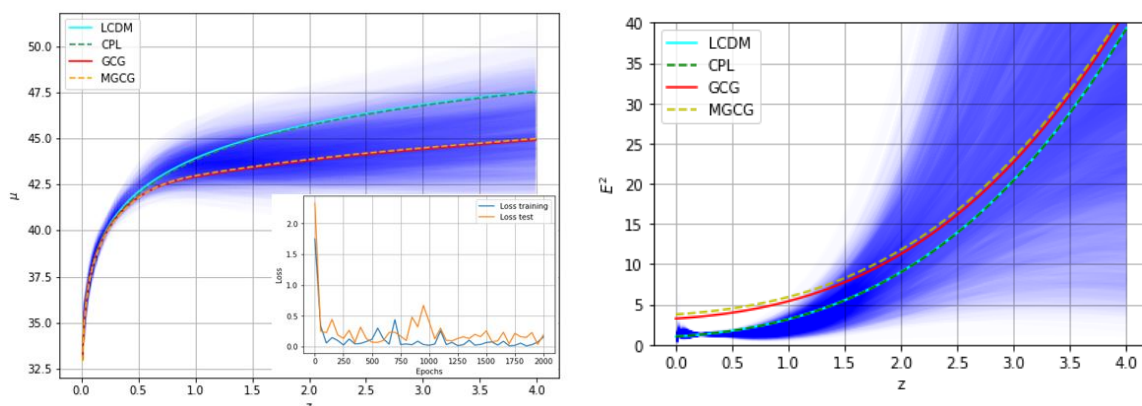 LCDM
CPL
GCG
MGCG
50.0
47.5
45.0
42.5
40.0
37.5
35.0
32.5
μ
0.0 0.5 1.0 1.5 2.0 2.5 3.0 3.5 4.0
Loss training
Loss test
2.0
1.5
1.0
0.5
0.0
Loss
0 250 500 750 1000 1250 1500 1750 2000
Epochs
LCDM
CPL
GCG
MGCG
40
35
30
25
20
15
10
5
0
E²
0.0 0.5 1.0 1.5 2.0 2.5 3.0 3.5 4.0
z